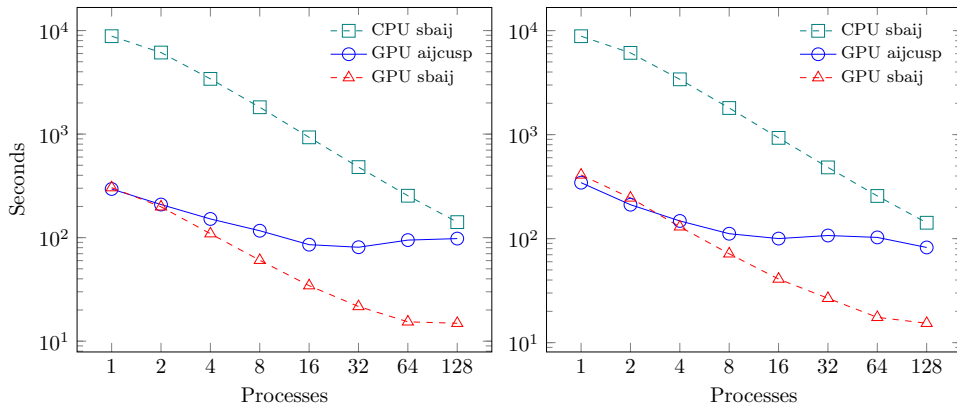 CPU sbaij
GPU aijcusp
GPU sbaij
10^4
10^3
10^2
10^1
Seconds
1 2 4 8 16 32 64 128
Processes
CPU sbaij
GPU aijcusp
GPU sbaij
10^4
10^3
10^2
10^1
1 2 4 8 16 32 64 128
Processes